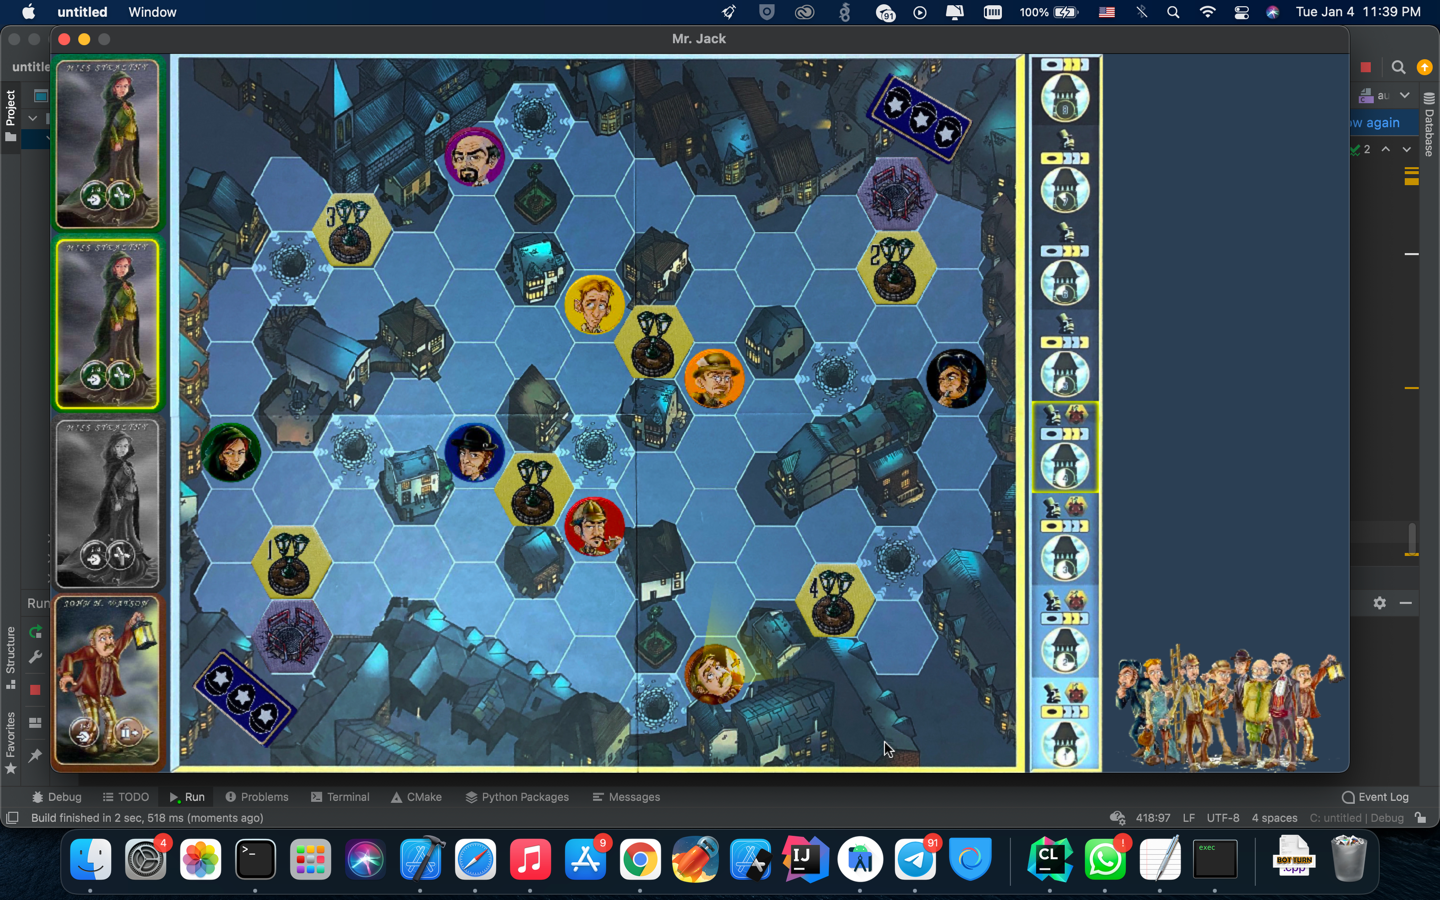 untitled Window
91
100%
Tue Jan 4 11:39 PM
Mr. Jack
untitle
au
ow again
2
Project
Database
MISS STEALTHY
MISS STEALTHY
MISS STEALTHY
JOHN H. WATSON
3
2
1
4
Run
Structure
Favorites
Debug TODO Run Problems Terminal CMake Python Packages Messages Event Log
Build finished in 2 sec, 518 ms (moments ago)
418:97 LF UTF-8 4 spaces C: untitled | Debug
4
9
91
!
>_
IJ
CL
exec
BOT TURN
.cpp